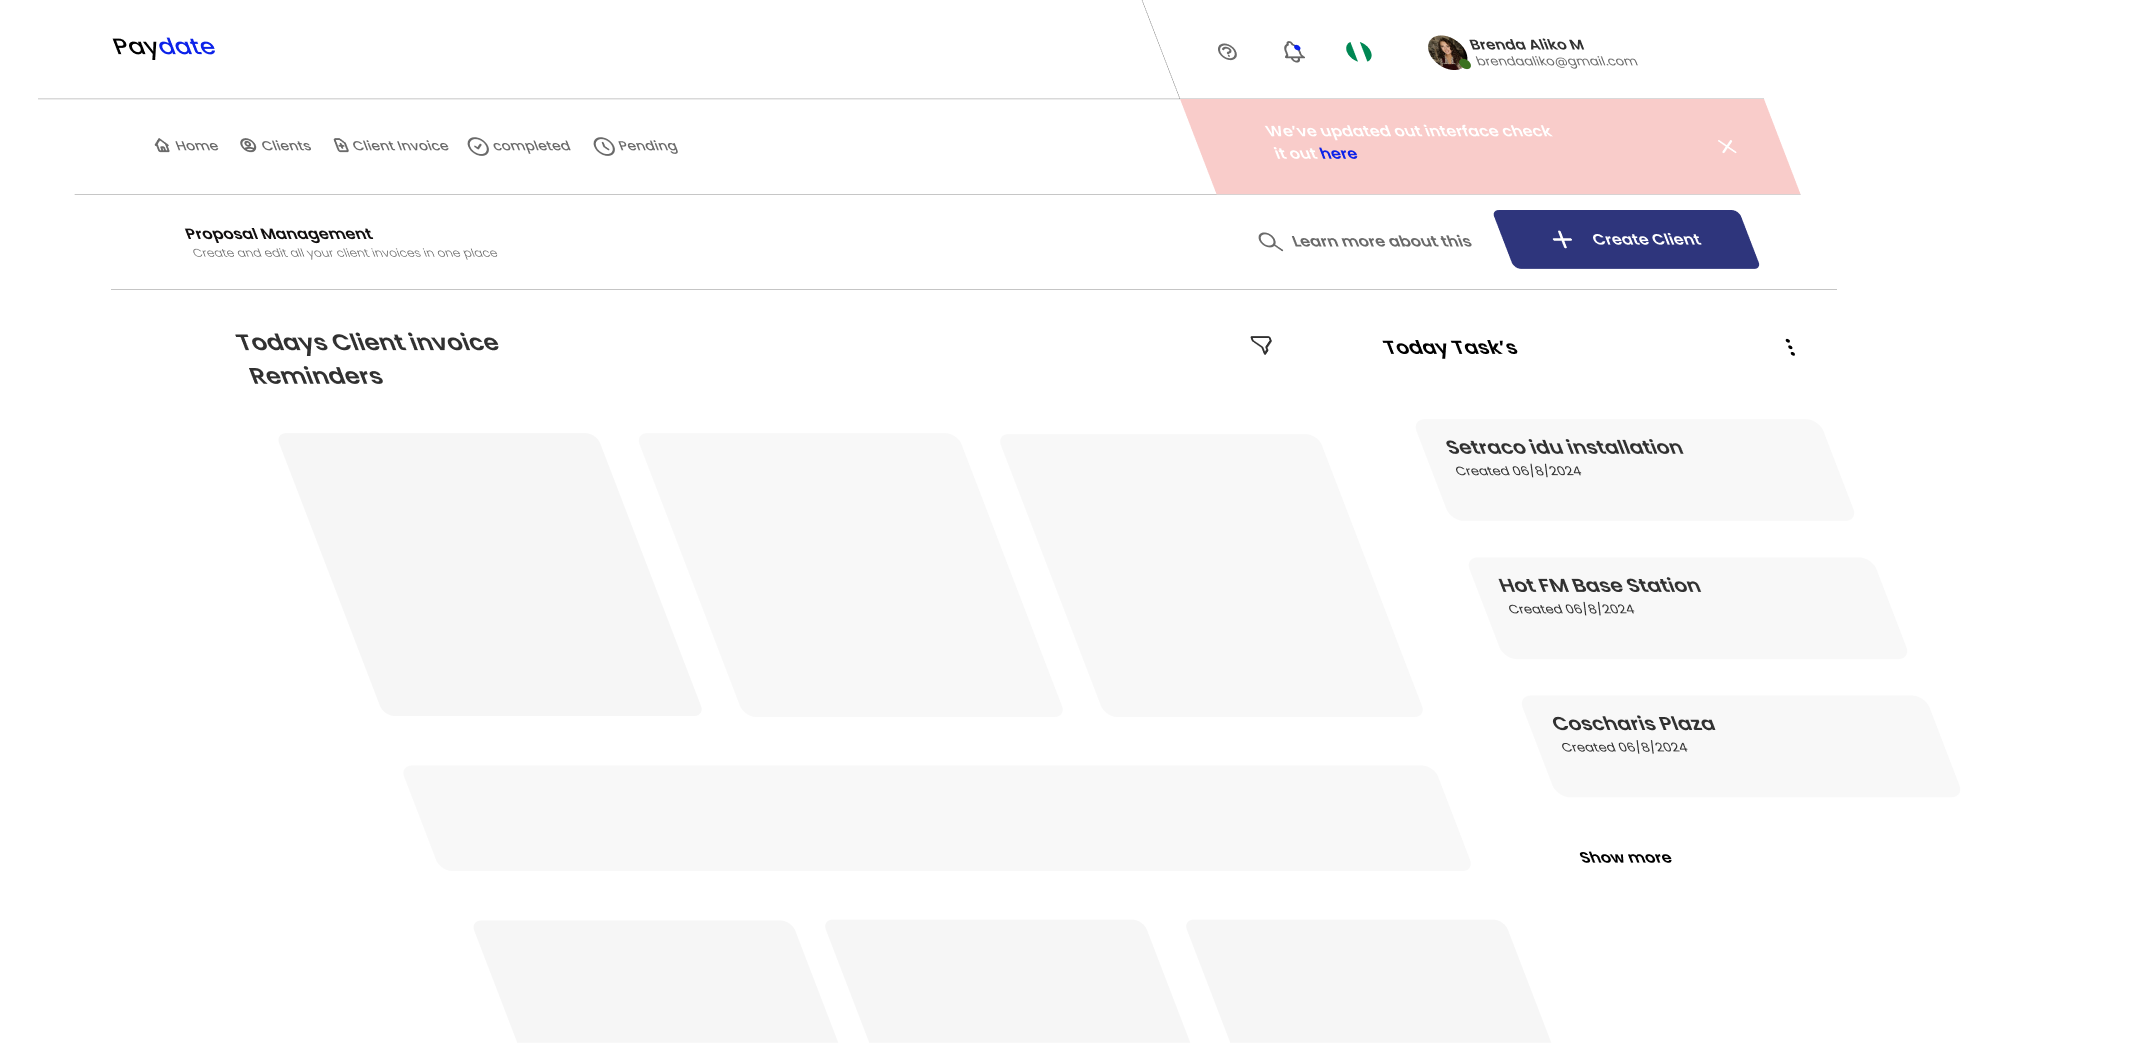 Paydate
Brenda Aliko M
brendaaliko@gmail.com
Home Clients Client Invoice completed Pending
We've updated out interface check
it out here
Proposal Management
Create and edit all your client invoices in one place
Learn more about this
Create Client
Todays Client invoice
Reminders
Today Task's
Setraco idu installation
Created 06/8/2024
Hot FM Base Station
Created 06/8/2024
Coscharis Plaza
Created 06/8/2024
Show more